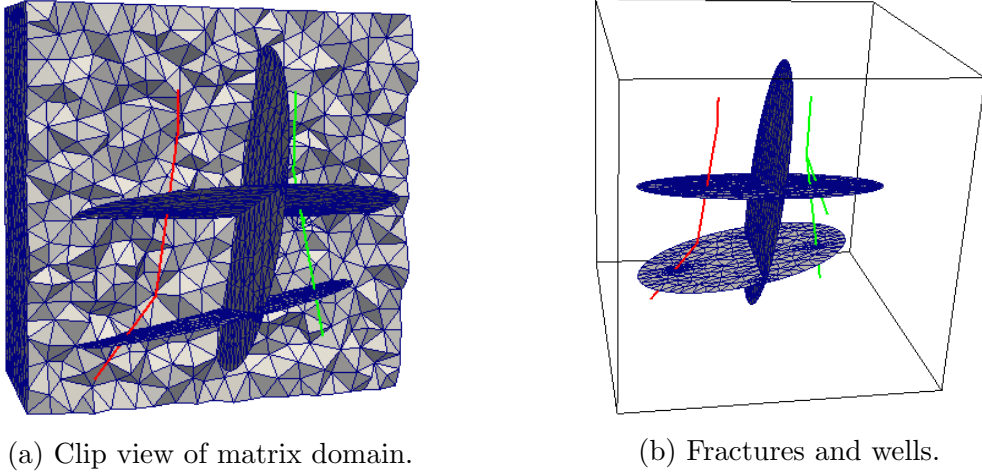 (a) Clip view of matrix domain.
(b) Fractures and wells.